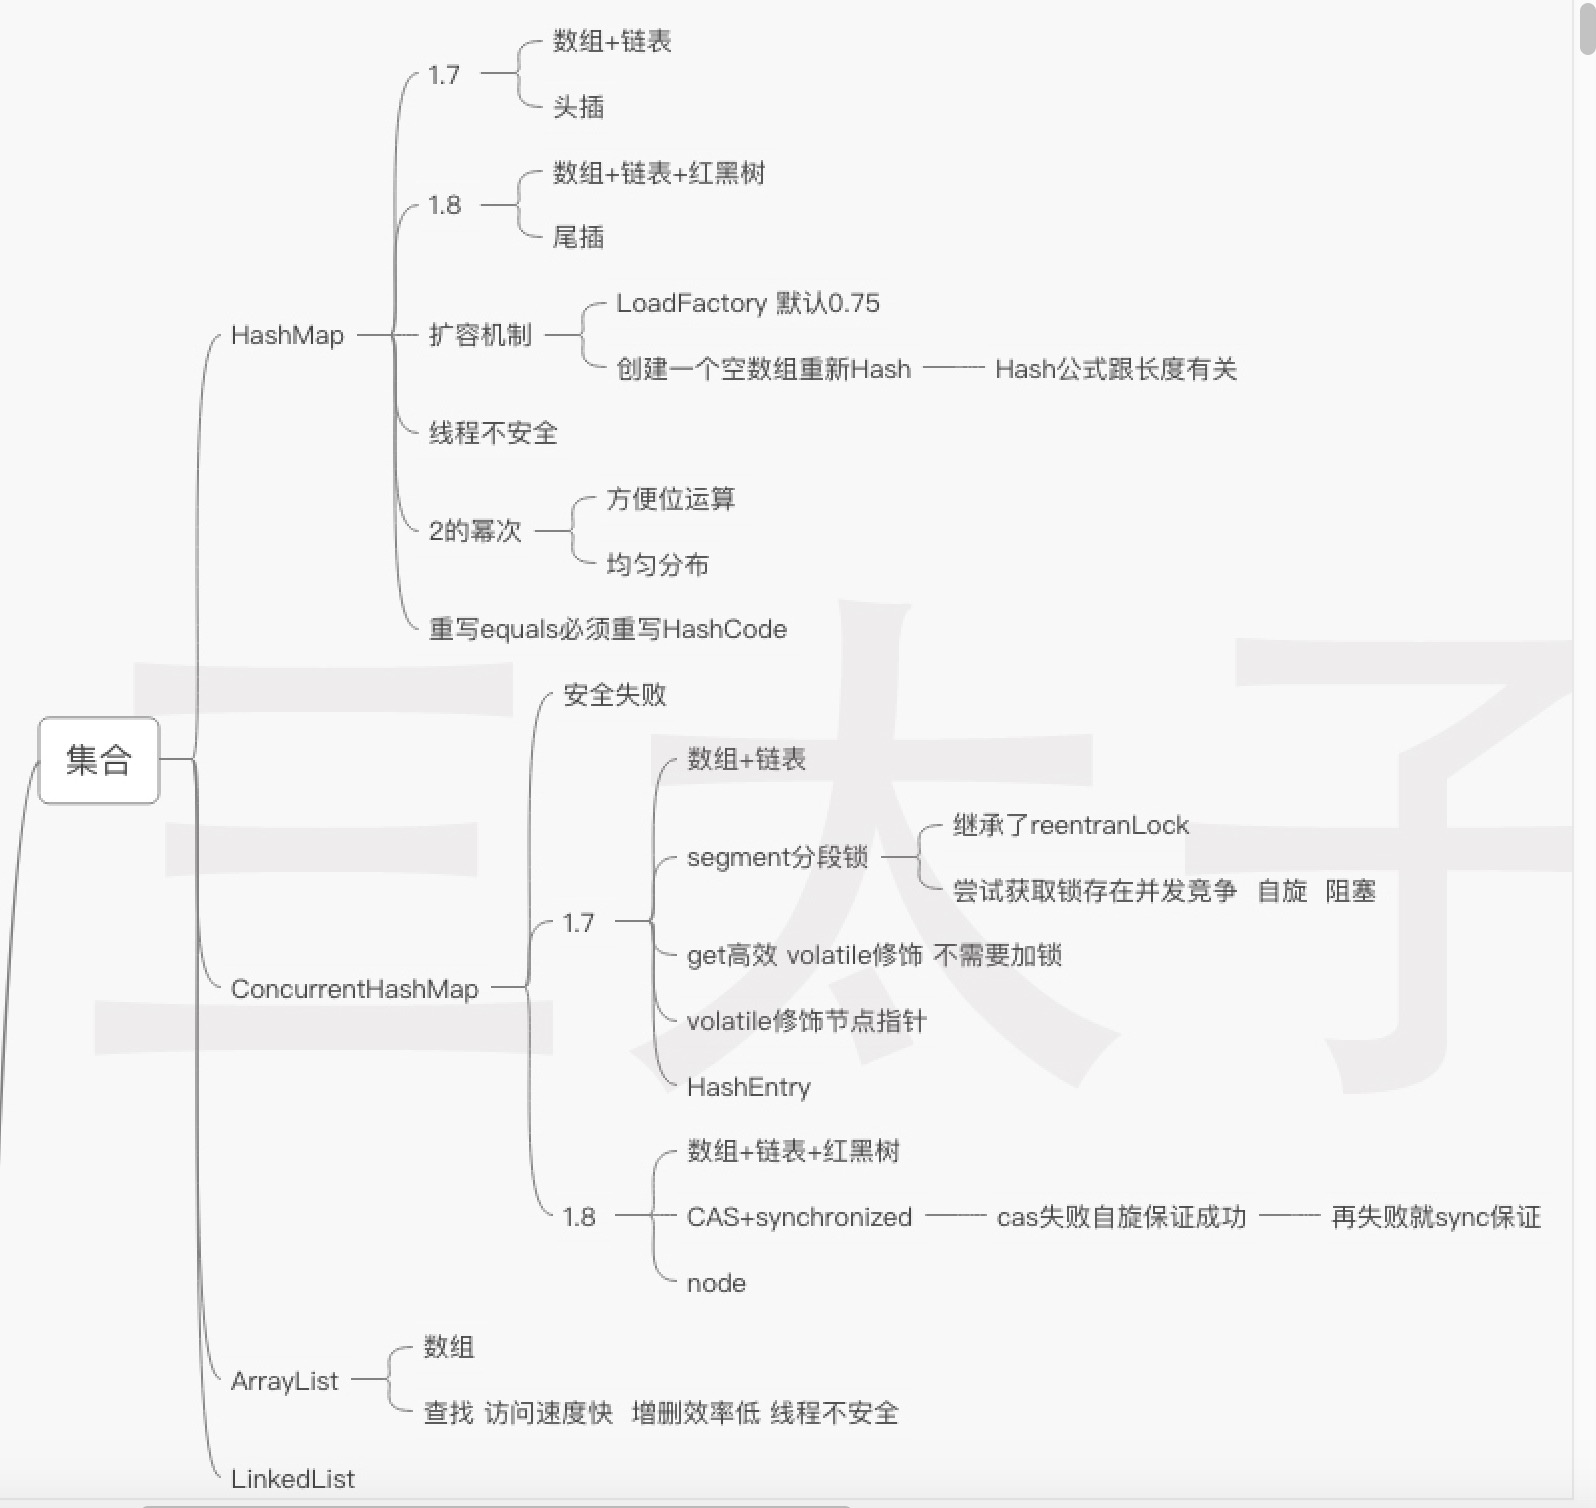 数组+链表
1.7
头插
数组+链表+红黑树
1.8
尾插
LoadFactory 默认0.75
HashMap
扩容机制
创建一个空数组重新Hash
Hash公式跟长度有关
线程不安全
方便位运算
2的幂次
均匀分布
重写equals必须重写HashCode
安全失败
集合
数组+链表
继承了reentranLock
segment分段锁
尝试获取锁存在并发竞争 自旋 阻塞
1.7
get高效 volatile修饰 不需要加锁
ConcurrentHashMap
volatile修饰节点指针
HashEntry
数组+链表+红黑树
1.8
CAS+synchronized
cas失败自旋保证成功
再失败就sync保证
node
数组
ArrayList
查找 访问速度快 增删效率低 线程不安全
LinkedList
三太子